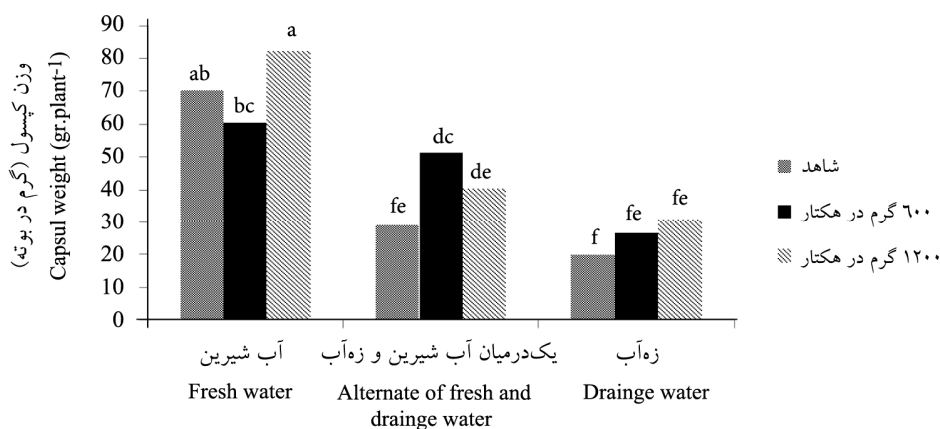 وزن کپسول (گرم در بوته)
Capsul weight (gr.plant-1)
90
80
70
60
50
40
30
20
10
0
ab
bc
a
fe
dc
de
f
fe
fe
شاهد
٦٠٠ گرم در هکتار
١٢٠٠ گرم در هکتار
آب شیرین
یک‌درمیان آب شیرین و زه‌آب
زه‌آب
Fresh water
Alternate of fresh and
drainge water
Drainge water